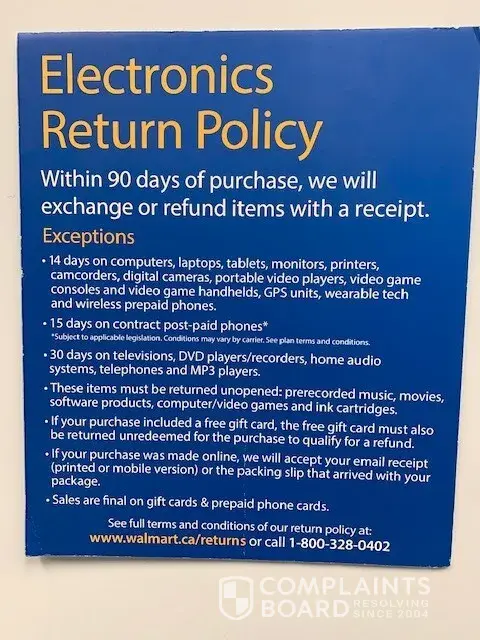 Electronics
Return Policy
Within 90 days of purchase, we will
exchange or refund items with a receipt.
Exceptions
• 14 days on computers, laptops, tablets, monitors, printers,
camcorders, digital cameras, portable video players, video game
consoles and video game handhelds, GPS units, wearable tech
and wireless prepaid phones.
• 15 days on contract post-paid phones*
*Subject to applicable legislation. Conditions may vary by carrier. See plan terms and conditions.
• 30 days on televisions, DVD players/recorders, home audio
systems, telephones and MP3 players.
• These items must be returned unopened: prerecorded music, movies,
software products, computer/video games and ink cartridges.
• If your purchase included a free gift card, the free gift card must also
be returned unredeemed for the purchase to qualify for a refund.
• If your purchase was made online, we will accept your email receipt
(printed or mobile version) or the packing slip that arrived with your
package.
• Sales are final on gift cards & prepaid phone cards.
See full terms and conditions of our return policy at:
www.walmart.ca/returns or call 1-800-328-0402
COMPLAINTS
BOARD RESOLVING
SINCE 2004